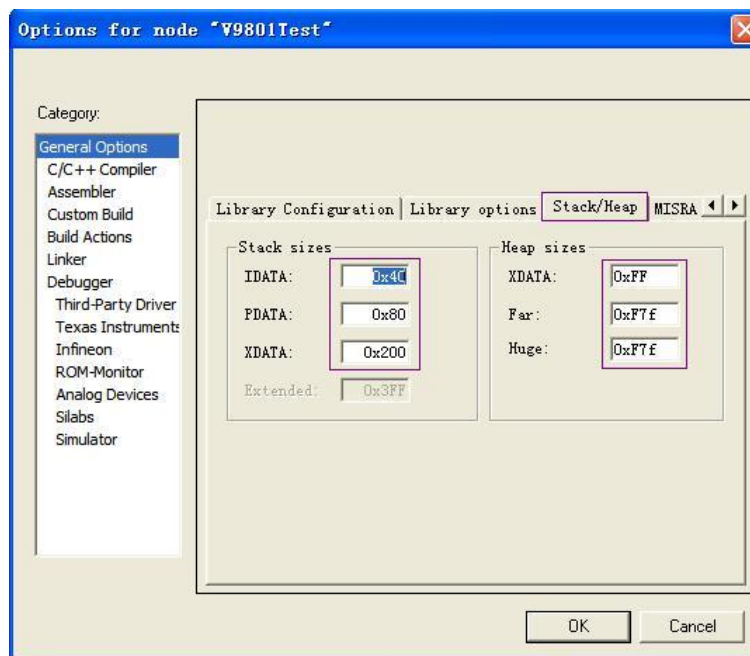 Options for node "V9801Test"
Category:
General Options
C/C++ Compiler
Assembler
Custom Build
Build Actions
Linker
Debugger
Third-Party Driver
Texas Instruments
Infineon
ROM-Monitor
Analog Devices
Silabs
Simulator
Library Configuration Library options Stack/Heap MISRA
Stack sizes
IDATA: 0x40
PDATA: 0x80
XDATA: 0x200
Extended: 0x3FF
Heap sizes
XDATA: 0xFF
Far: 0xF7f
Huge: 0xF7f
OK Cancel